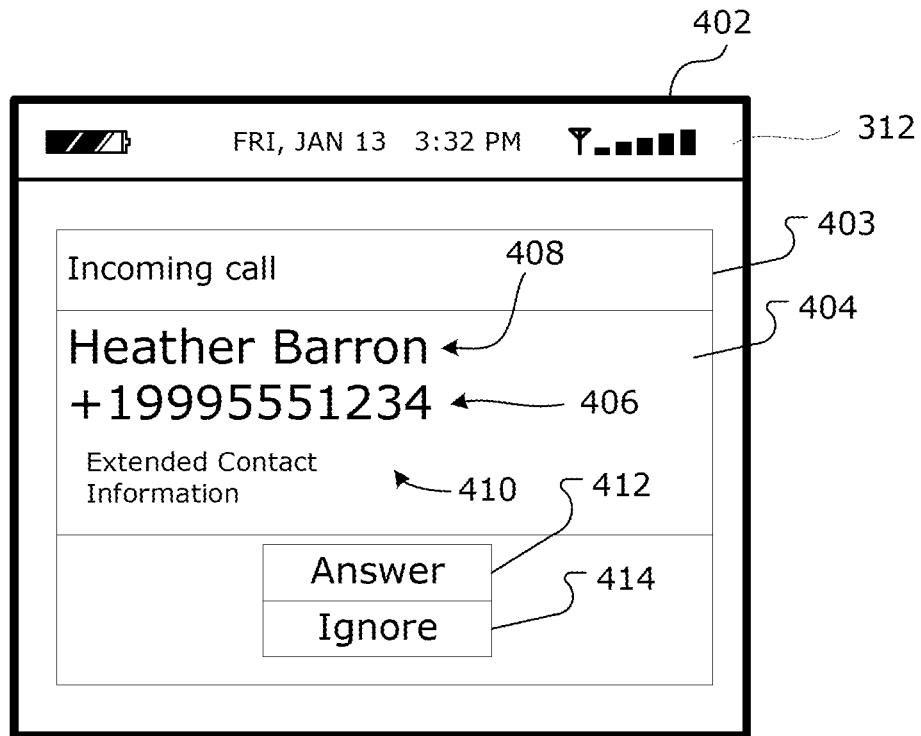 402
FRI, JAN 13 3:32 PM
312
403
Incoming call
408
404
Heather Barron
+19995551234
406
Extended Contact
Information
410
412
Answer
414
Ignore